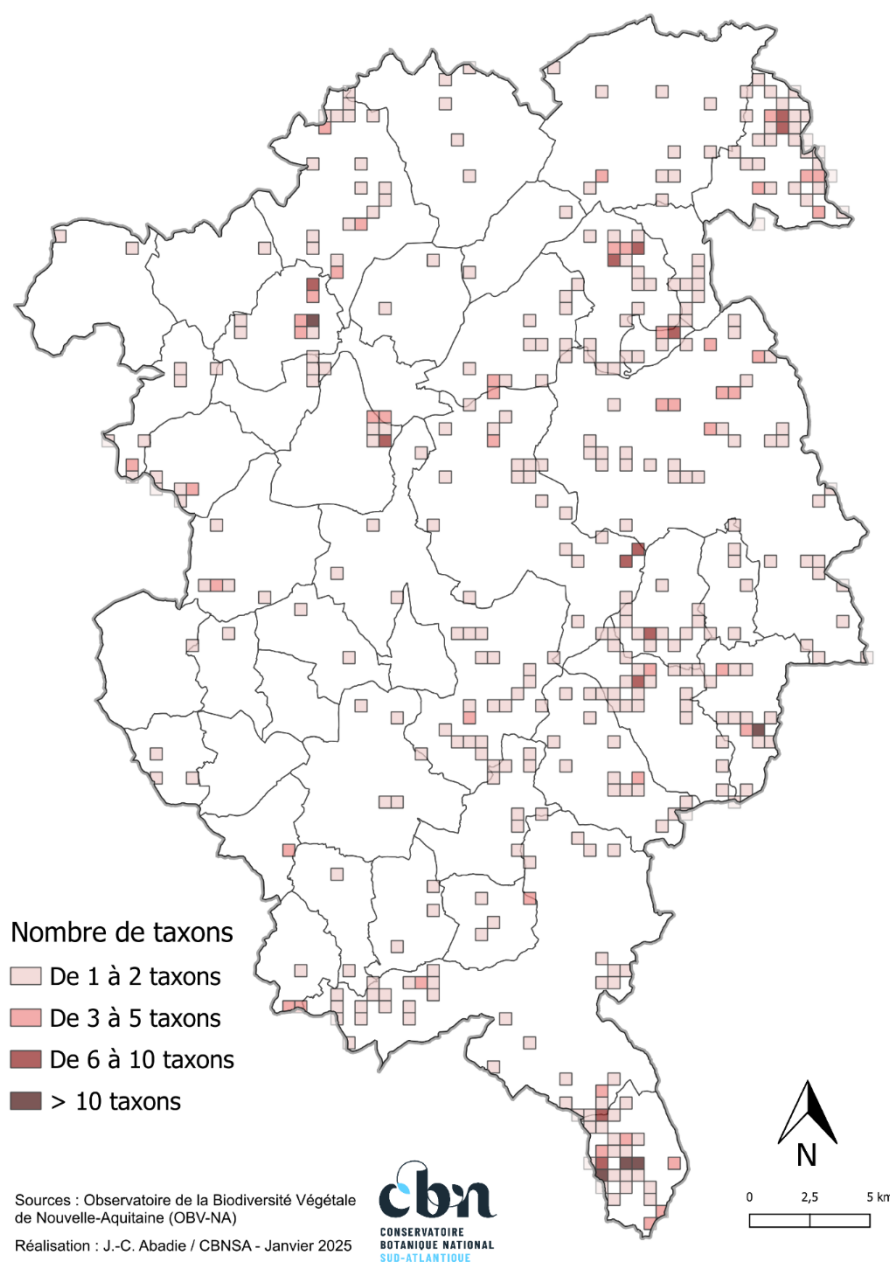 Nombre de taxons
De 1 à 2 taxons
De 3 à 5 taxons
De 6 à 10 taxons
> 10 taxons
Sources : Observatoire de la Biodiversité Végétale
de Nouvelle-Aquitaine (OBV-NA)
Réalisation : J.-C. Abadie / CBNSA - Janvier 2025
cbn
CONSERVATOIRE
BOTANIQUE NATIONAL
SUD-ATLANTIQUE
N
0 2,5 5 km